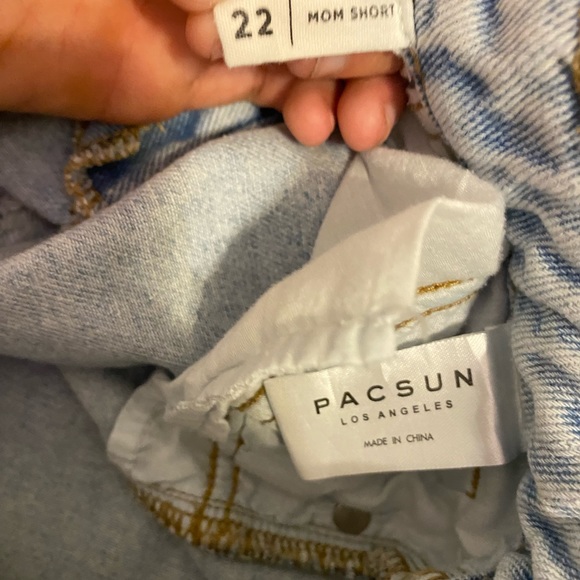 22 | MOM SHORT
PACSUN
LOS ANGELES
MADE IN CHINA